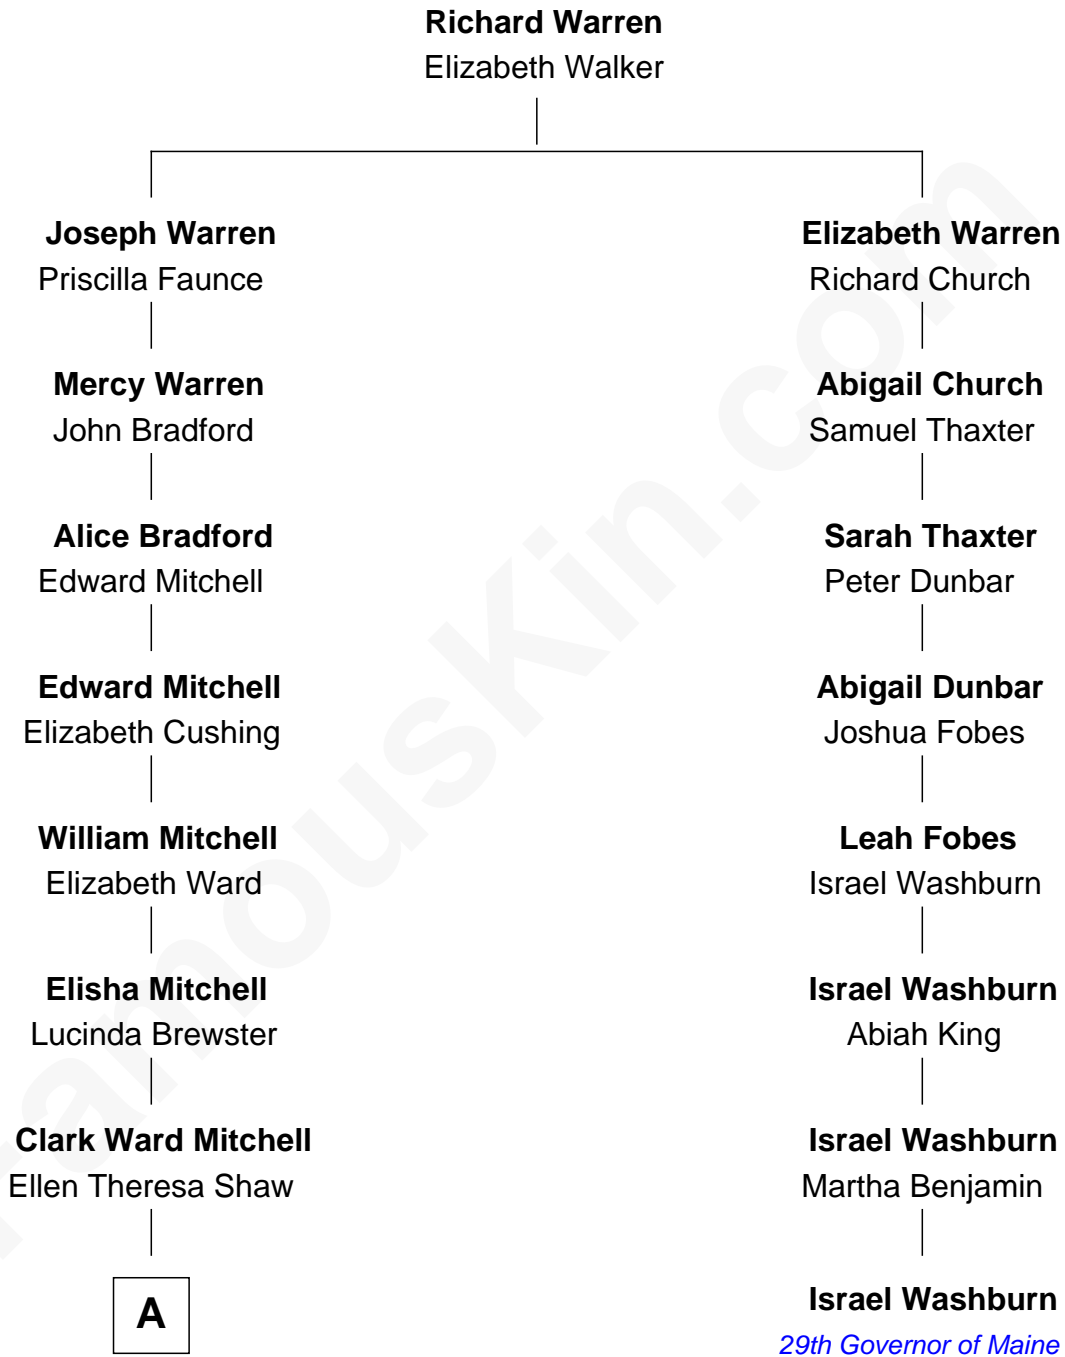 Richard Warren
Elizabeth Walker
Joseph Warren
Priscilla Faunce
Elizabeth Warren
Richard Church
Mercy Warren
John Bradford
Abigail Church
Samuel Thaxter
Alice Bradford
Edward Mitchell
Sarah Thaxter
Peter Dunbar
Edward Mitchell
Elizabeth Cushing
Abigail Dunbar
Joshua Fobes
William Mitchell
Elizabeth Ward
Leah Fobes
Israel Washburn
Elisha Mitchell
Lucinda Brewster
Israel Washburn
Abiah King
Clark Ward Mitchell
Ellen Theresa Shaw
Israel Washburn
Martha Benjamin
A
Israel Washburn
29th Governor of Maine
FamousKin.com